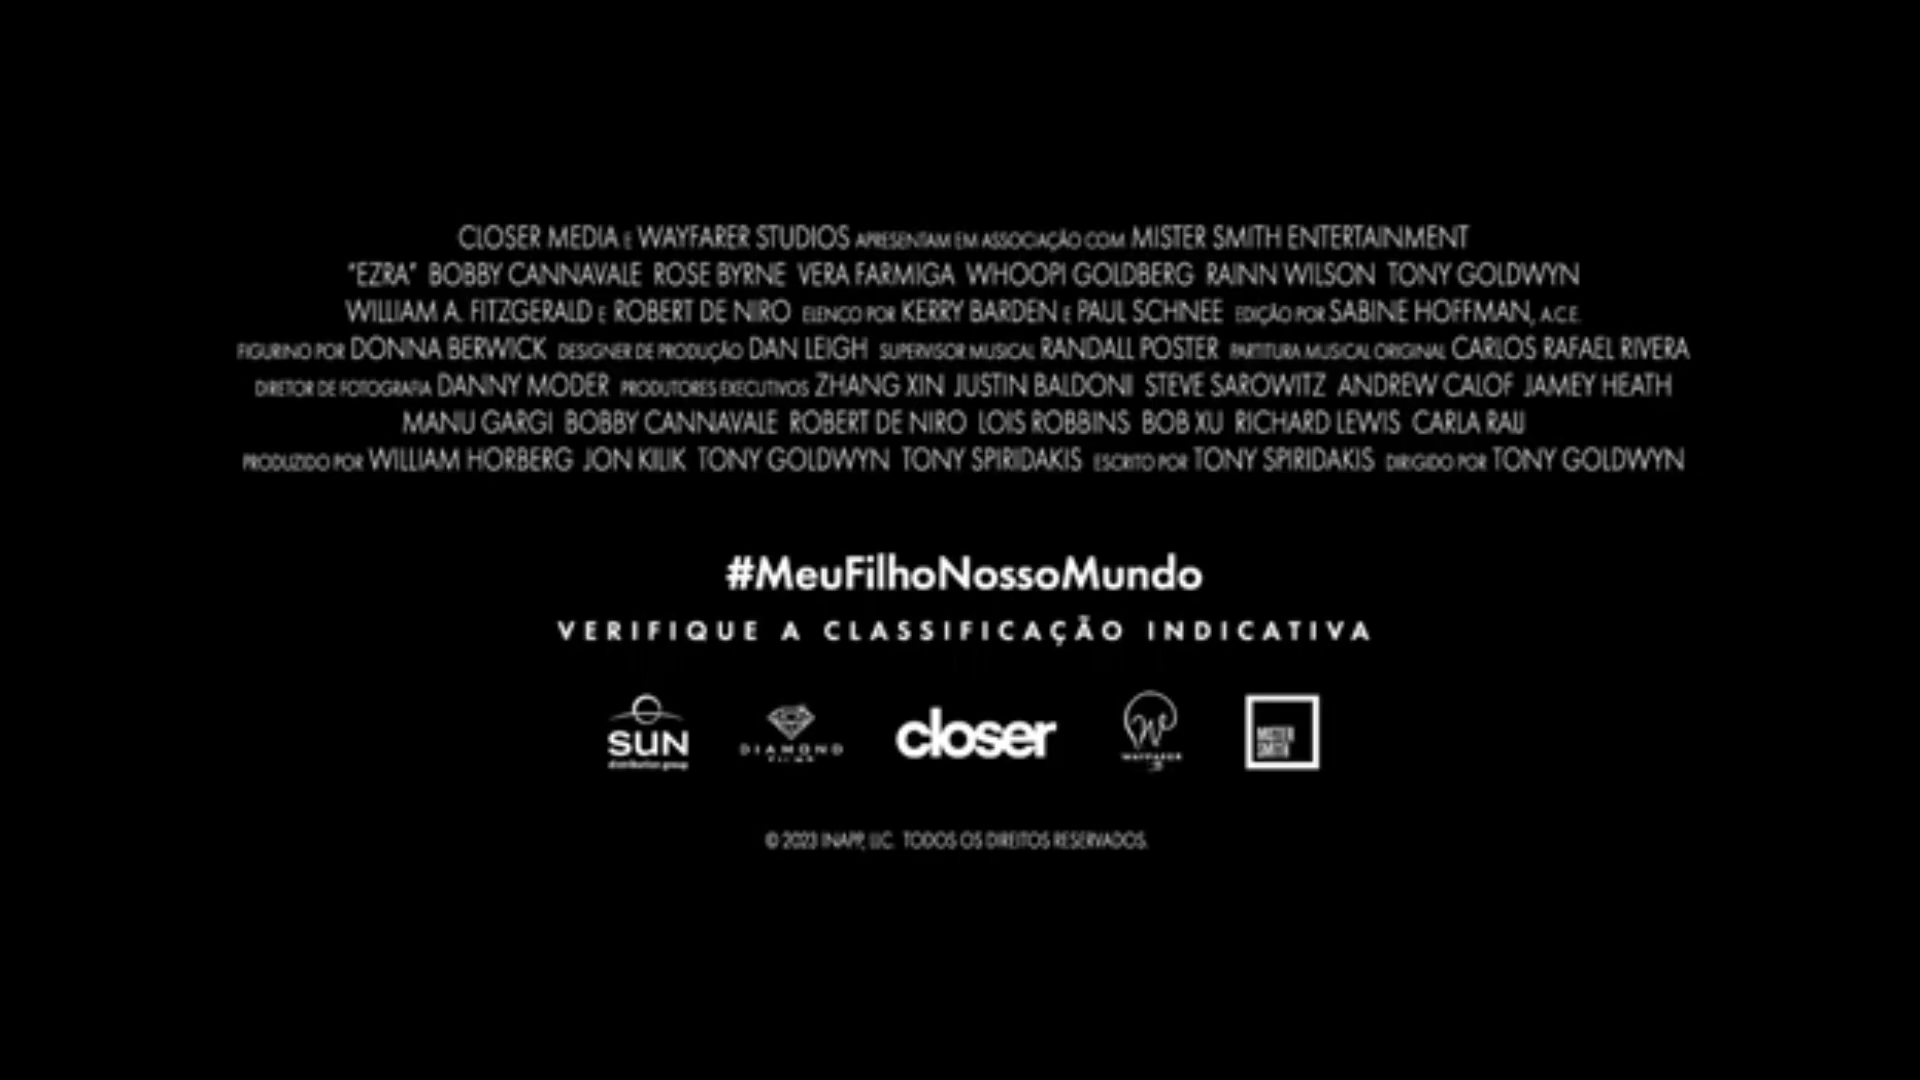 CLOSER MEDIA E WAYFARER STUDIOS APRESENTAM EM ASSOCIAÇÃO COM MISTER SMITH ENTERTAINMENT
"EZRA" BOBBY CANNAVALE ROSE BYRNE VERA FARMIGA WHOOPI GOLDBERG RAINN WILSON TONY GOLDWYN
WILLIAM A. FITZGERALD E ROBERT DE NIRO ELENCO POR KERRY BARDEN E PAUL SCHNEE EDIÇÃO POR SABINE HOFFMAN, A.C.E.
FIGURINO POR DONNA BERWICK DESIGNER DE PRODUÇÃO DAN LEIGH SUPERVISOR MUSICAL RANDALL POSTER PARTITURA MUSICAL ORIGINAL CARLOS RAFAEL RIVERA
DIRETOR DE FOTOGRAFIA DANNY MODER PRODUTORES EXECUTIVOS ZHANG XIN JUSTIN BALDONI STEVE SAROWITZ ANDREW CALOF JAMEY HEATH
MANU GARGI BOBBY CANNAVALE ROBERT DE NIRO LOIS ROBBINS BOB XU RICHARD LEWIS CARLA RAIJ
PRODUZIDO POR WILLIAM HORBERG JON KILIK TONY GOLDWYN TONY SPIRIDAKIS ESCRITO POR TONY SPIRIDAKIS DIRIGIDO POR TONY GOLDWYN
#MeuFilhoNossoMundo
VERIFIQUE A CLASSIFICAÇÃO INDICATIVA
SUN distribution group DIAMOND FILMS closer W WAYFARER MISTER SMITH
© 2023 INAPP, LLC. TODOS OS DIREITOS RESERVADOS.